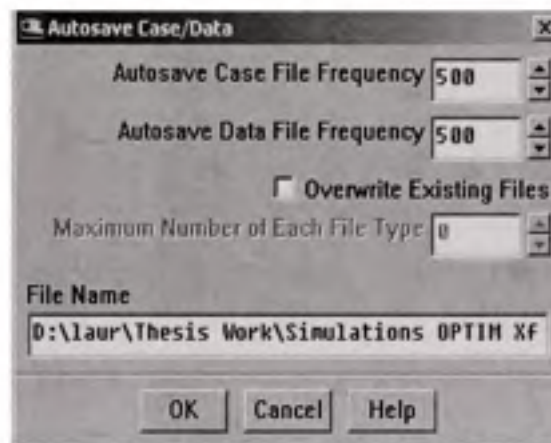 Autosave Case/Data
Autosave Case File Frequency 500
Autosave Data File Frequency 500
Overwrite Existing Files
Maximum Number of Each File Type 0
File Name
D:\laur\Thesis Work\Simulations OPTIM Xf
OK Cancel Help